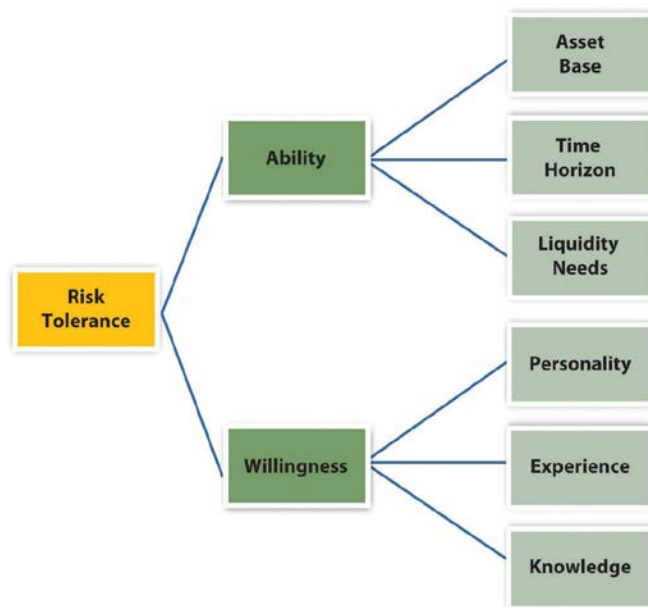 Asset
Base
Ability
Time
Horizon
Liquidity
Needs
Risk
Tolerance
Personality
Willingness
Experience
Knowledge